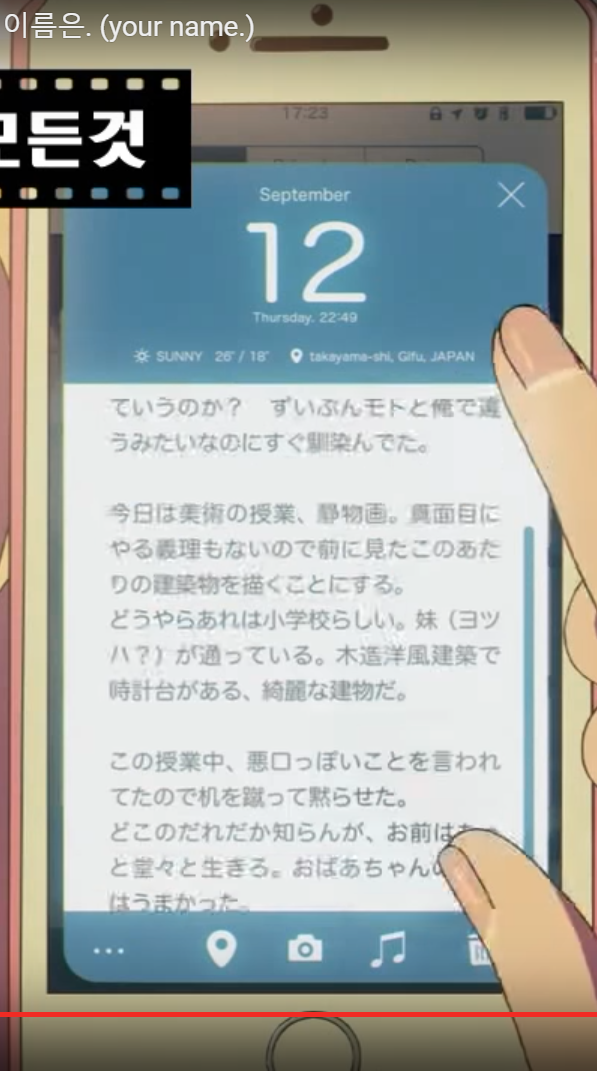 이름은. (your name.)
모든것
17:23
September
12
Thursday. 22:49
SUNNY 26° / 18° takayama-shi, Gifu, JAPAN
ていうのか？ ずいぶんモトと俺で違
うみたいなのにすぐ馴染んでた。
今日は美術の授業、静物画。真面目に
やる義理もないので前に見たこのあた
りの建築物を描くことにする。
どうやらあれは小学校らしい。妹（ヨツ
ハ？）が通っている。木造洋風建築で
時計台がある、綺麗な建物だ。
この授業中、悪口っぽいことを言われ
てたので机を蹴って黙らせた。
どこのだれだか知らんが、お前は
と堂々と生きろ。おばあちゃん
はうまかった。